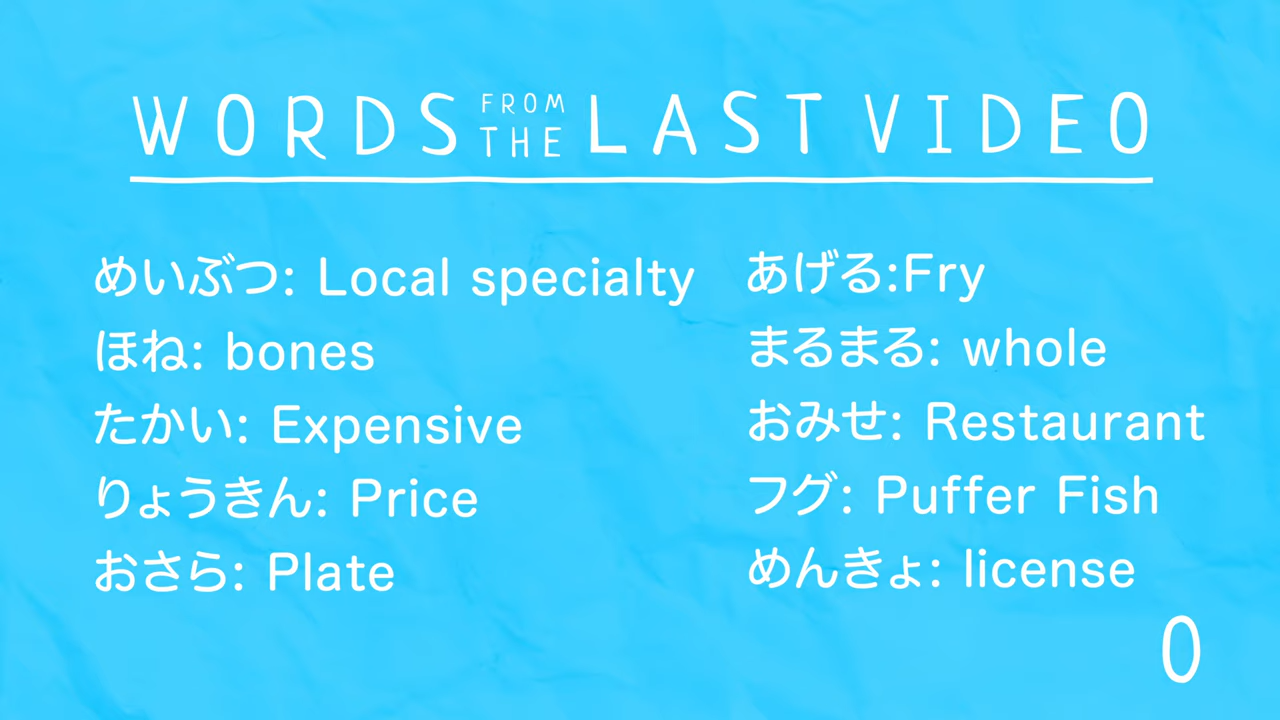 WORDS FROM THE LAST VIDEO
めいぶつ: Local specialty
ほね: bones
たかい: Expensive
りょうきん: Price
おさら: Plate
あげる:Fry
まるまる: whole
おみせ: Restaurant
フグ: Puffer Fish
めんきょ: license
0